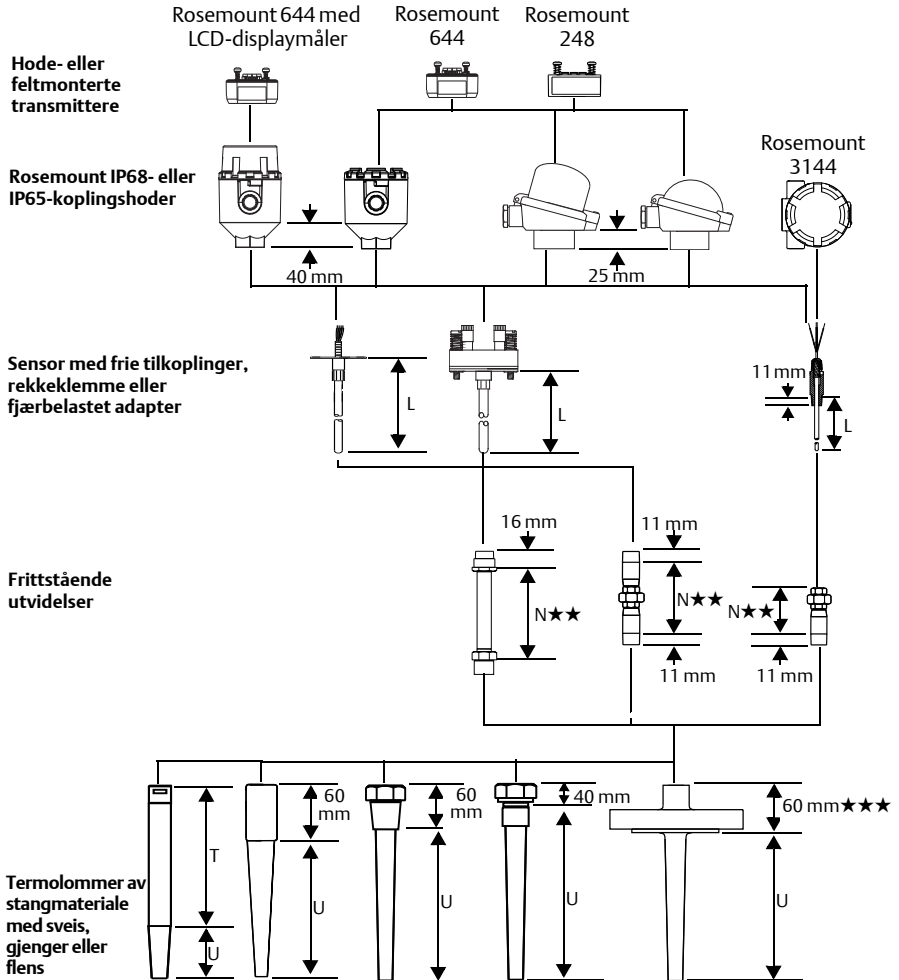 Rosemount 644 med
LCD-displaymåler
Rosemount
644
Rosemount
248
Hode- eller
feltmonterte
transmittere
Rosemount
3144
Rosemount IP68- eller
IP65-koplingshoder
40 mm
25 mm
Sensor med frie tilkoplinger,
rekkeklemme eller
fjærbelastet adapter
L
L
11 mm
L
16 mm
11 mm
Frittstående
utvidelser
N★★
N★★
N★★
11 mm
11 mm
60
mm
60
mm
40 mm
60 mm★★★
T
U
U
U
U
U
Termolommer av
stangmateriale
med sveis,
gjenger eller
flens